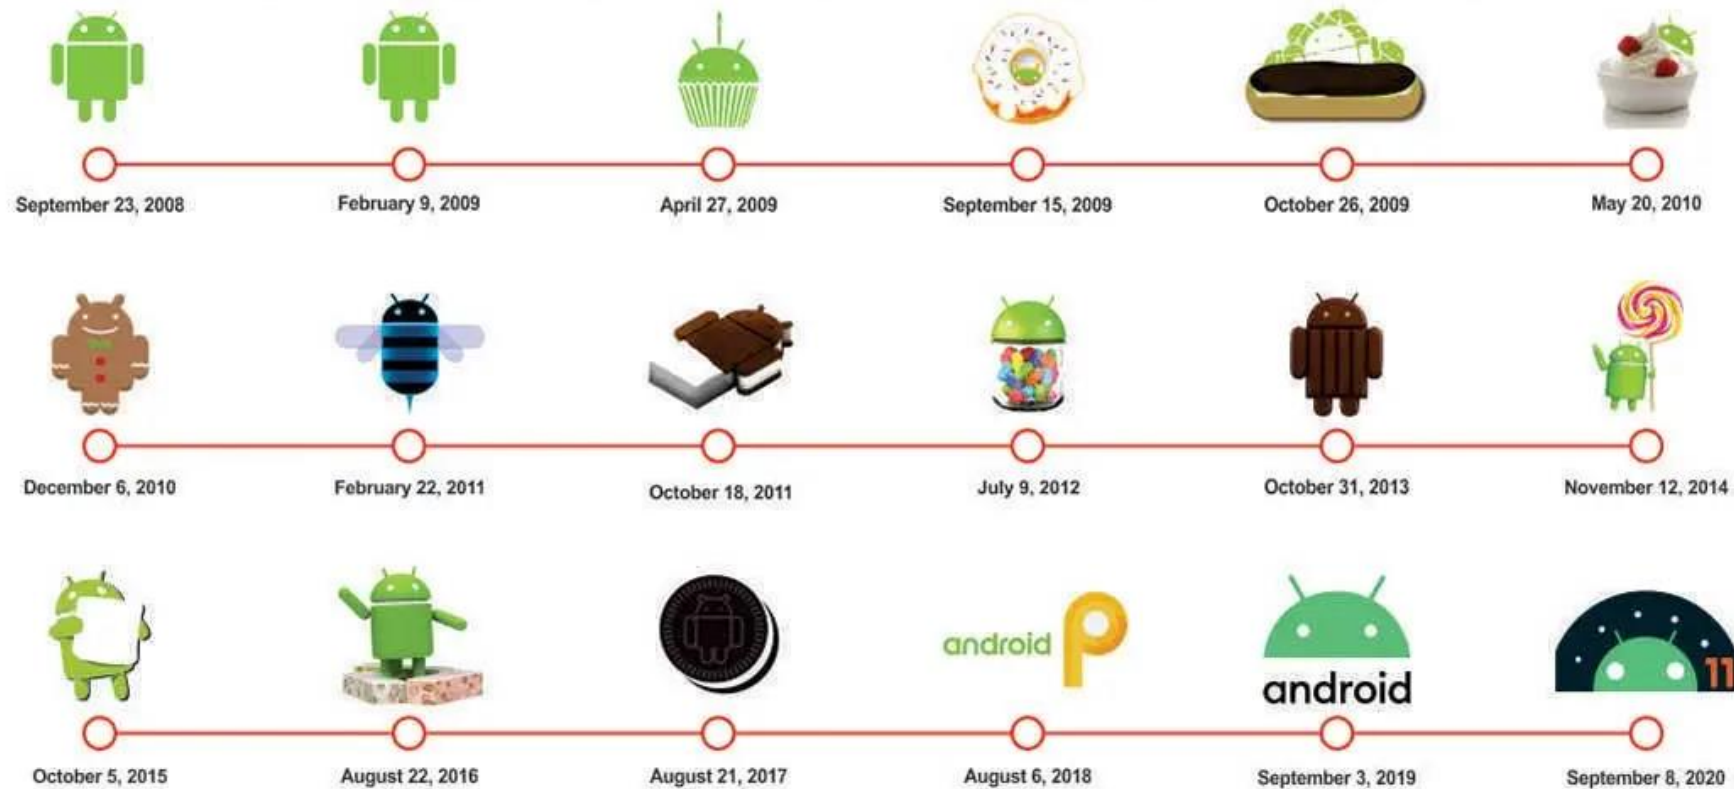 September 23, 2008
February 9, 2009
April 27, 2009
September 15, 2009
October 26, 2009
May 20, 2010
December 6, 2010
February 22, 2011
October 18, 2011
July 9, 2012
October 31, 2013
November 12, 2014
android
android
11
October 5, 2015
August 22, 2016
August 21, 2017
August 6, 2018
September 3, 2019
September 8, 2020